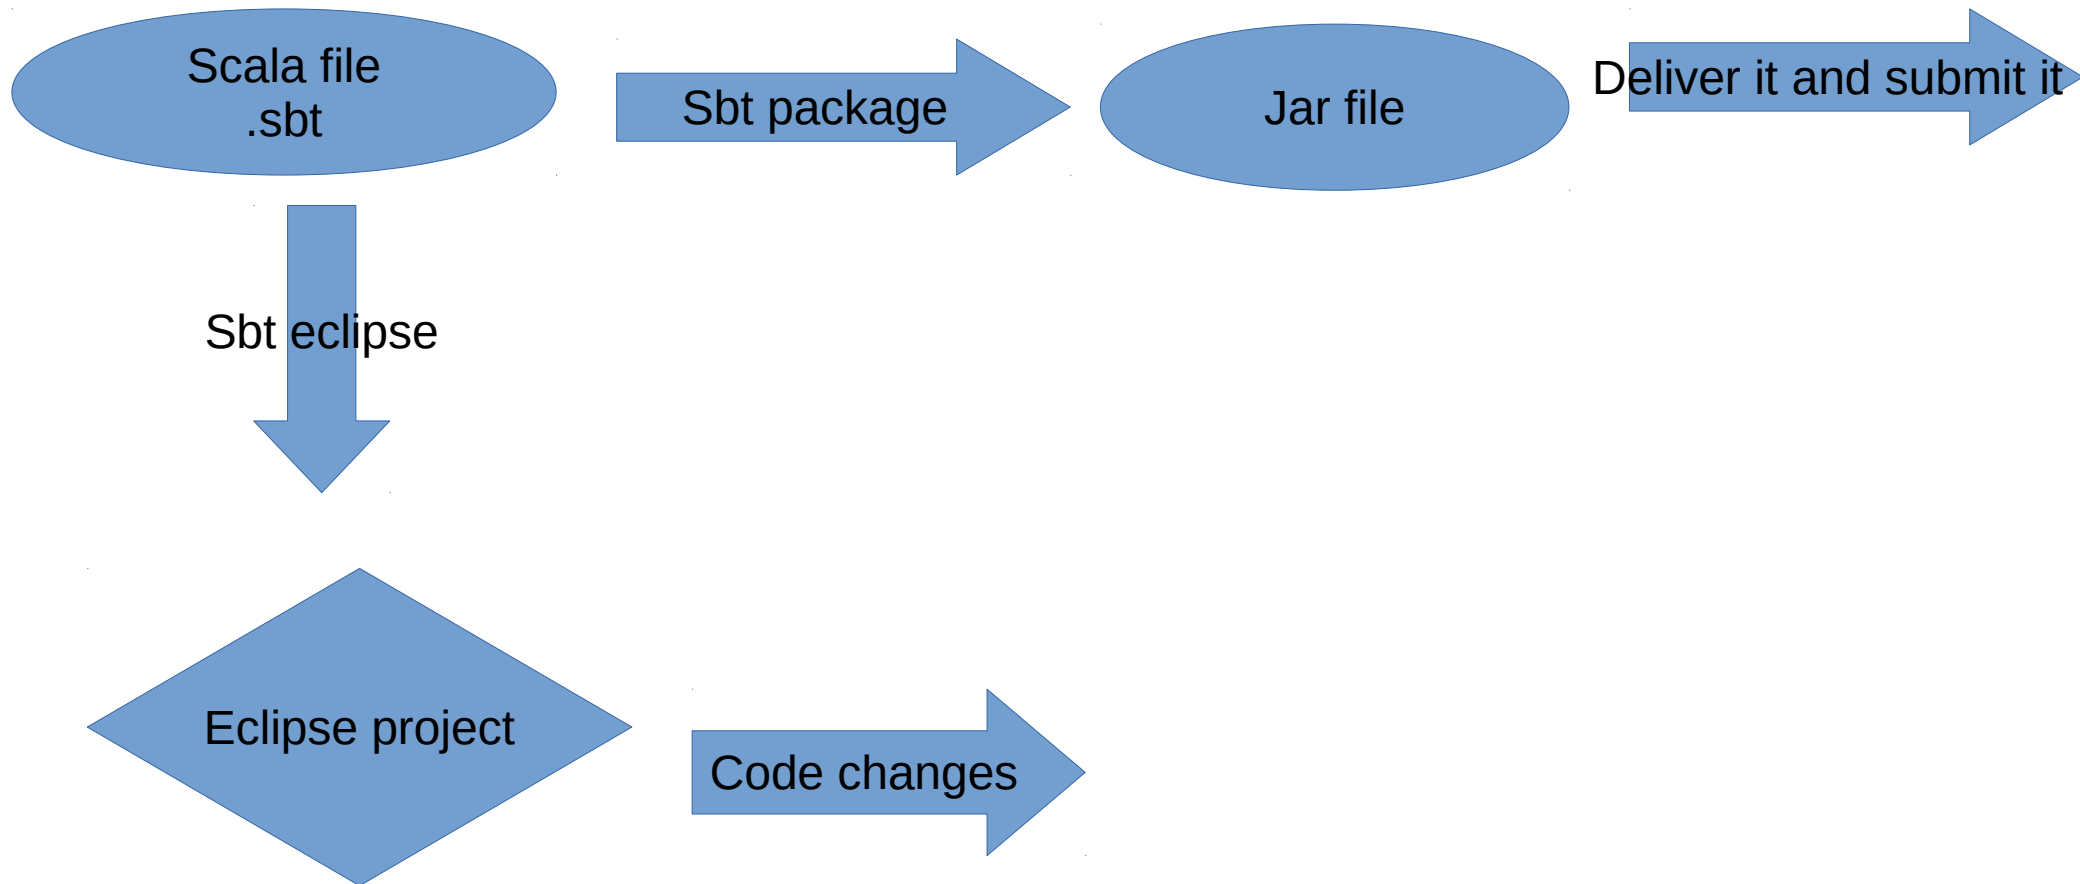 Scala file
.sbt
Sbt package
Jar file
Deliver it and submit it
Sbt eclipse
Eclipse project
Code changes